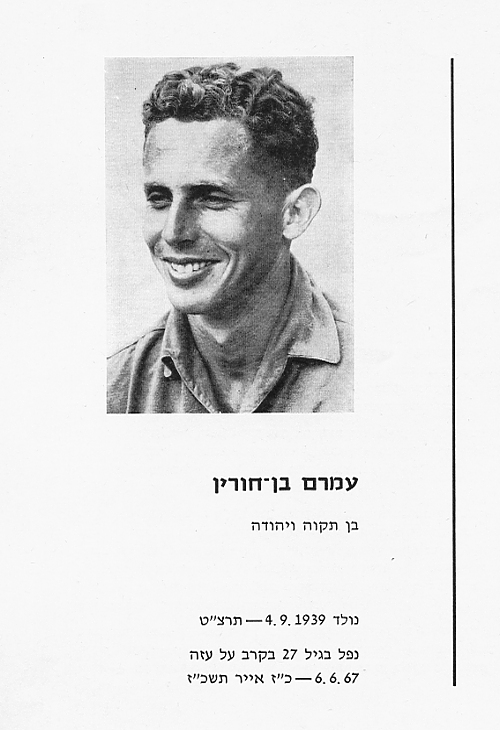 עמרם בן־חורין
בן תקוה ויהודה
נולד 4.9.1939 — תרצ״ט
נפל בגיל 27 בקרב על עזה
6.6.67 — כ״ז אייר תשכ״ז